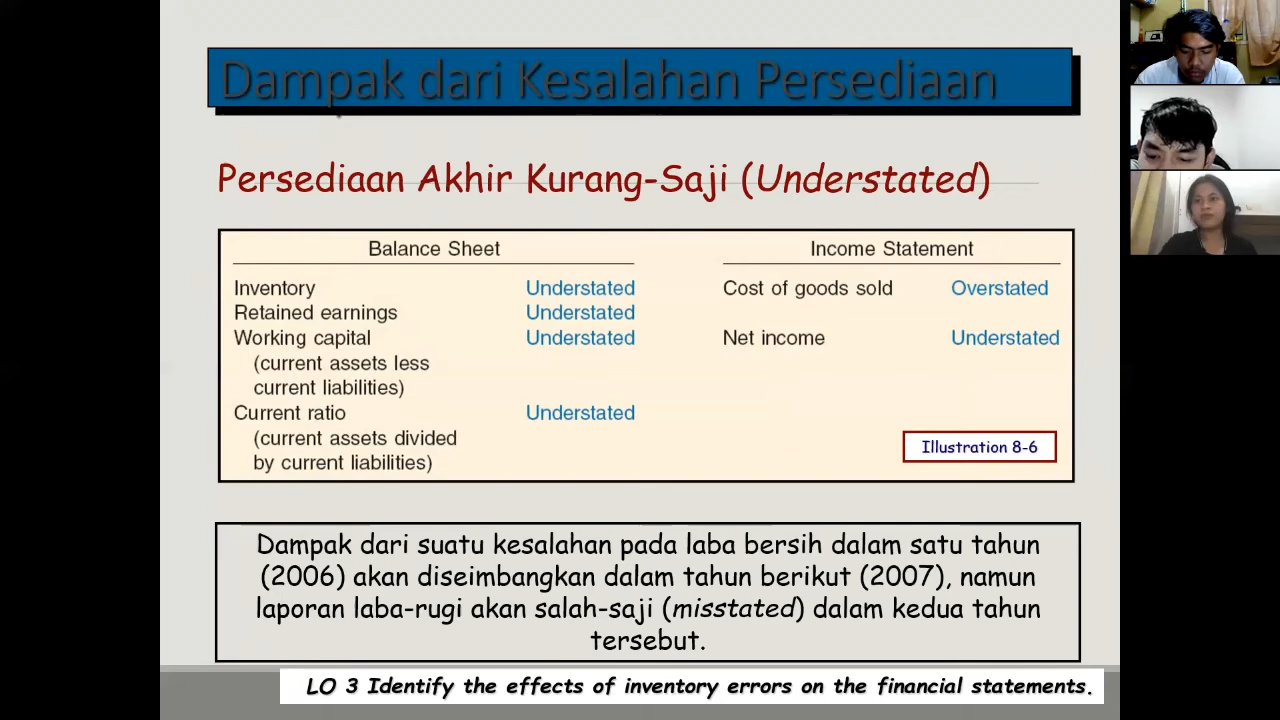 Dampak dari Kesalahan Persediaan
Persediaan Akhir Kurang-Saji (Understated)
Balance Sheet
Inventory Understated
Retained earnings Understated
Working capital Understated
(current assets less
current liabilities)
Current ratio Understated
(current assets divided
by current liabilities)
Income Statement
Cost of goods sold Overstated
Net income Understated
Illustration 8-6
Dampak dari suatu kesalahan pada laba bersih dalam satu tahun
(2006) akan diseimbangkan dalam tahun berikut (2007), namun
laporan laba-rugi akan salah-saji (misstated) dalam kedua tahun
tersebut.
LO 3 Identify the effects of inventory errors on the financial statements.